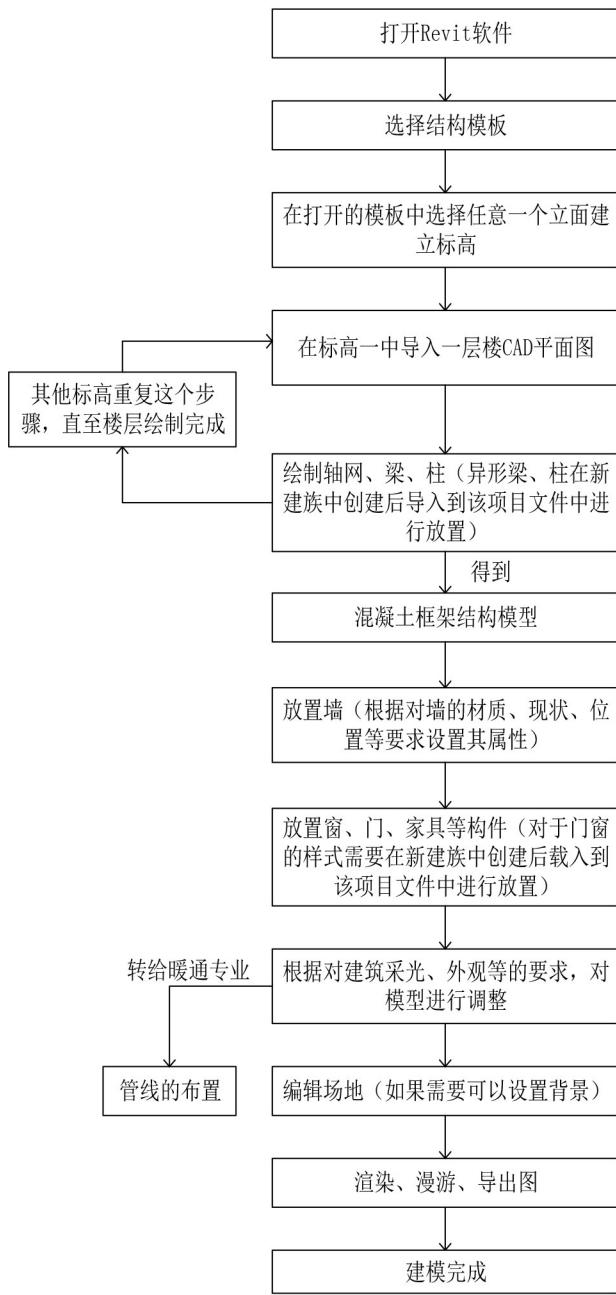 打开Revit软件
选择结构模板
在打开的模板中选择任意一个立面建
立标高
在标高一中导入一层楼CAD平面图
其他标高重复这个步
骤，直至楼层绘制完成
绘制轴网、梁、柱（异形梁、柱在新
建族中创建后导入到该项目文件中进
行放置）
得到
混凝土框架结构模型
放置墙（根据对墙的材质、现状、位
置等要求设置其属性）
放置窗、门、家具等构件（对于门窗
的样式需要在新建族中创建后载入到
该项目文件中进行放置）
转给暖通专业
根据对建筑采光、外观等的要求，对
模型进行调整
管线的布置
编辑场地（如果需要可以设置背景）
渲染、漫游、导出图
建模完成